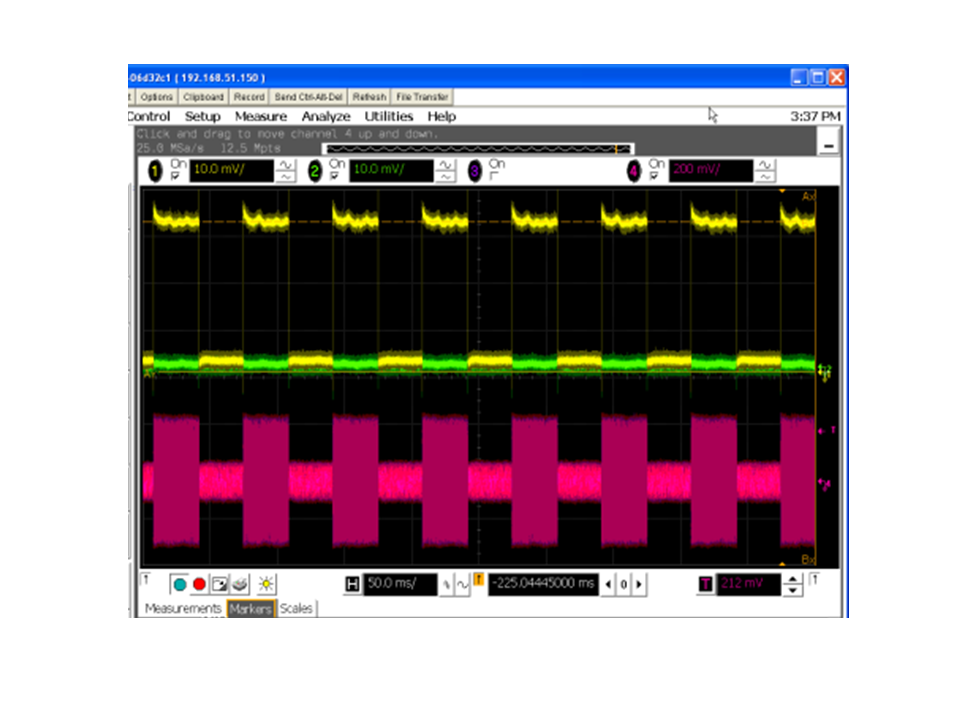 -06d32c1 ( 192.168.51.150 )
t Options Clipboard Record Send Ctrl-Alt-Del Refresh File Transfer
Control Setup Measure Analyze Utilities Help 3:37 PM
Click and drag to move channel 4 up and down.
25.0 MSa/s 12.5 Mpts
1 On 10.0 mV/ 2 On 10.0 mV/ 3 On 4 On 200 mV/
Ax
T
Bx
H 50.0 ms/ -225.04445000 ms 0 T 212 mV
Measurements Markers Scales